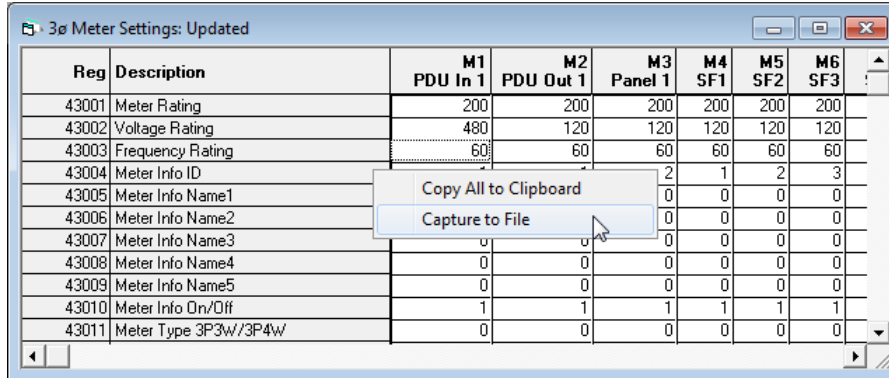 3ø Meter Settings: Updated
Reg Description M1 PDU In 1 M2 PDU Out 1 M3 Panel 1 M4 SF1 M5 SF2 M6 SF3
43001 Meter Rating 200 200 200 200 200 200
43002 Voltage Rating 480 120 120 120 120 120
43003 Frequency Rating 60 60 60 60 60 60
43004 Meter Info ID 2 1 2 3
Copy All to Clipboard
43005 Meter Info Name1 0 0 0 0
Capture to File
43006 Meter Info Name2 0 0 0 0
43007 Meter Info Name3 0 0 0 0 0 0
43008 Meter Info Name4 0 0 0 0 0 0
43009 Meter Info Name5 0 0 0 0 0 0
43010 Meter Info On/Off 1 1 1 1 1 1
43011 Meter Type 3P3W/3P4W 0 0 0 0 0 0